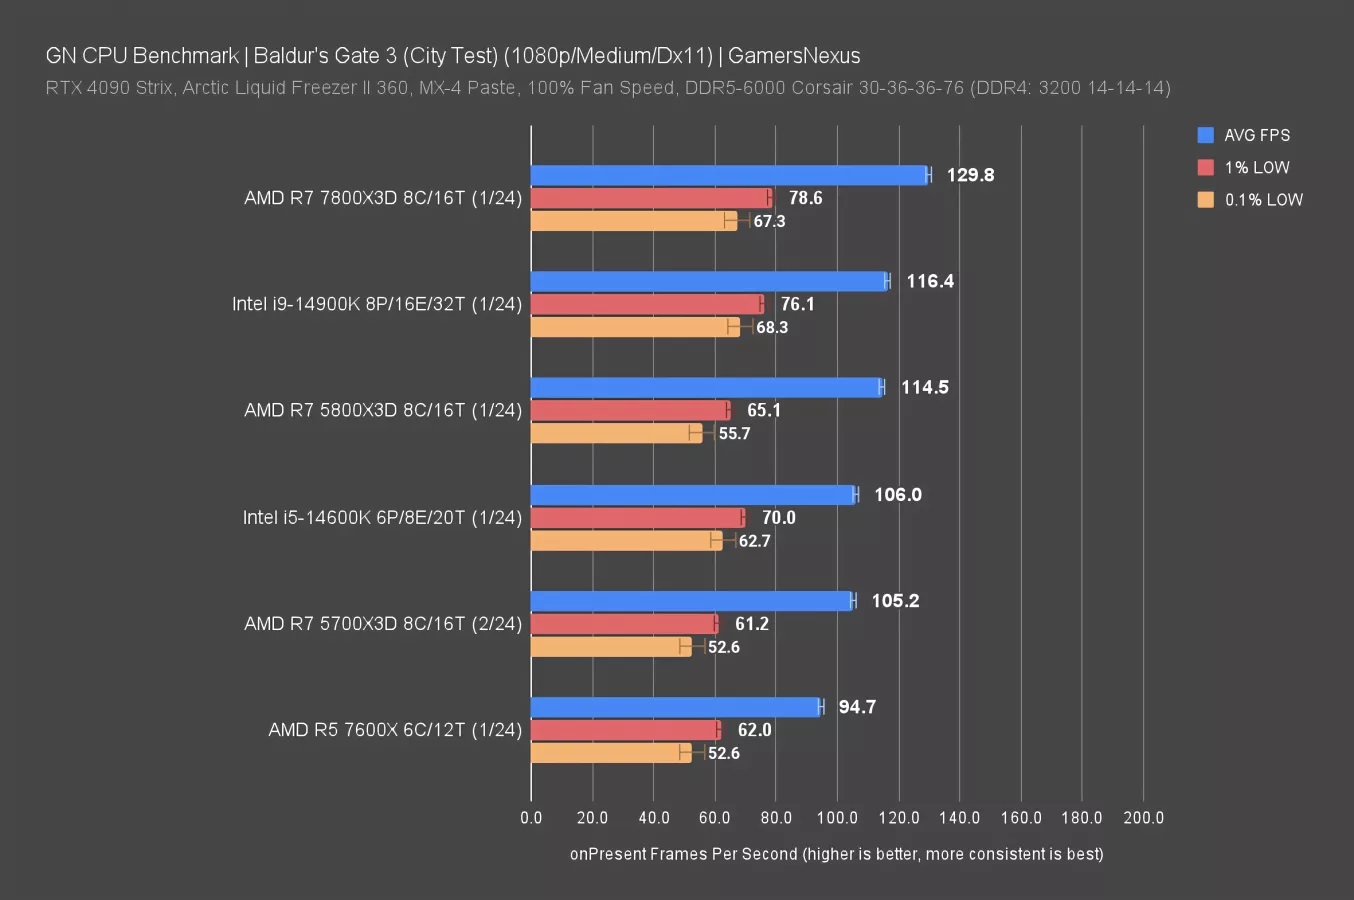 GN CPU Benchmark | Baldur's Gate 3 (City Test) (1080p/Medium/Dx11) | GamersNexus
RTX 4090 Strix, Arctic Liquid Freezer II 360, MX-4 Paste, 100% Fan Speed, DDR5-6000 Corsair 30-36-36-76 (DDR4: 3200 14-14-14)
AVG FPS
1% LOW
0.1% LOW
AMD R7 7800X3D 8C/16T (1/24)
129.8
78.6
67.3
Intel i9-14900K 8P/16E/32T (1/24)
116.4
76.1
68.3
AMD R7 5800X3D 8C/16T (1/24)
114.5
65.1
55.7
Intel i5-14600K 6P/8E/20T (1/24)
106.0
70.0
62.7
AMD R7 5700X3D 8C/16T (2/24)
105.2
61.2
52.6
AMD R5 7600X 6C/12T (1/24)
94.7
62.0
52.6
0.0 20.0 40.0 60.0 80.0 100.0 120.0 140.0 160.0 180.0 200.0
onPresent Frames Per Second (higher is better, more consistent is best)